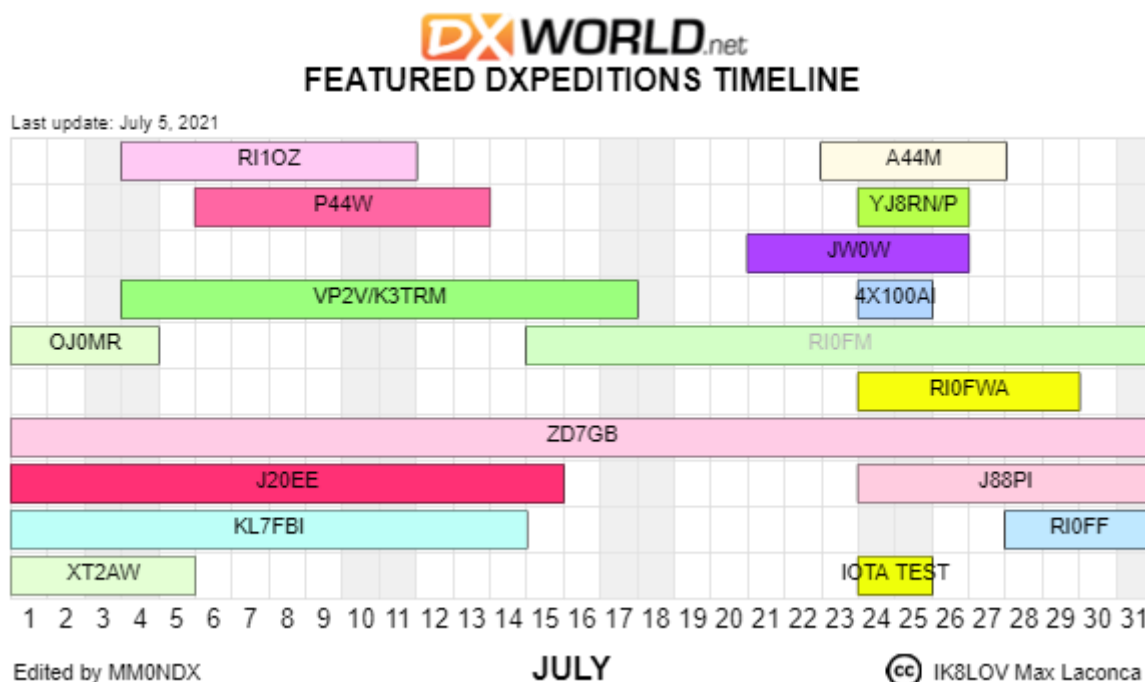 DX WORLD.net
FEATURED DXPEDITIONS TIMELINE
Last update: July 5, 2021
RI1OZ A44M
P44W YJ8RN/P
JW0W
VP2V/K3TRM 4X100AI
OJ0MR RI0FM
RI0FWA
ZD7GB
J20EE J88PI
KL7FBI RI0FF
XT2AW IOTA TEST
1 2 3 4 5 6 7 8 9 10 11 12 13 14 15 16 17 18 19 20 21 22 23 24 25 26 27 28 29 30 31
Edited by MM0NDX JULY cc IK8LOV Max Laconca